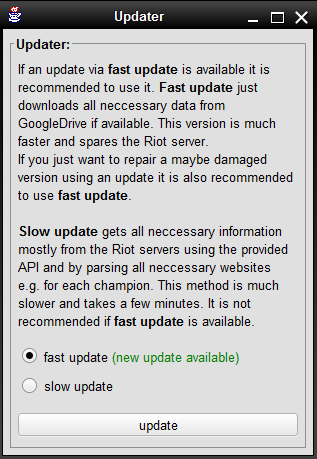 Updater
Updater:
If an update via fast update is available it is
recommended to use it. Fast update just
downloads all neccessary data from
GoogleDrive if available. This version is much
faster and spares the Riot server.
If you just want to repair a maybe damaged
version using an update it is also recommended
to use fast update.
Slow update gets all neccessary information
mostly from the Riot servers using the provided
API and by parsing all neccessary websites
e.g. for each champion. This method is much
slower and takes a few minutes. It is not
recommended if fast update is available.
fast update (new update available)
slow update
update